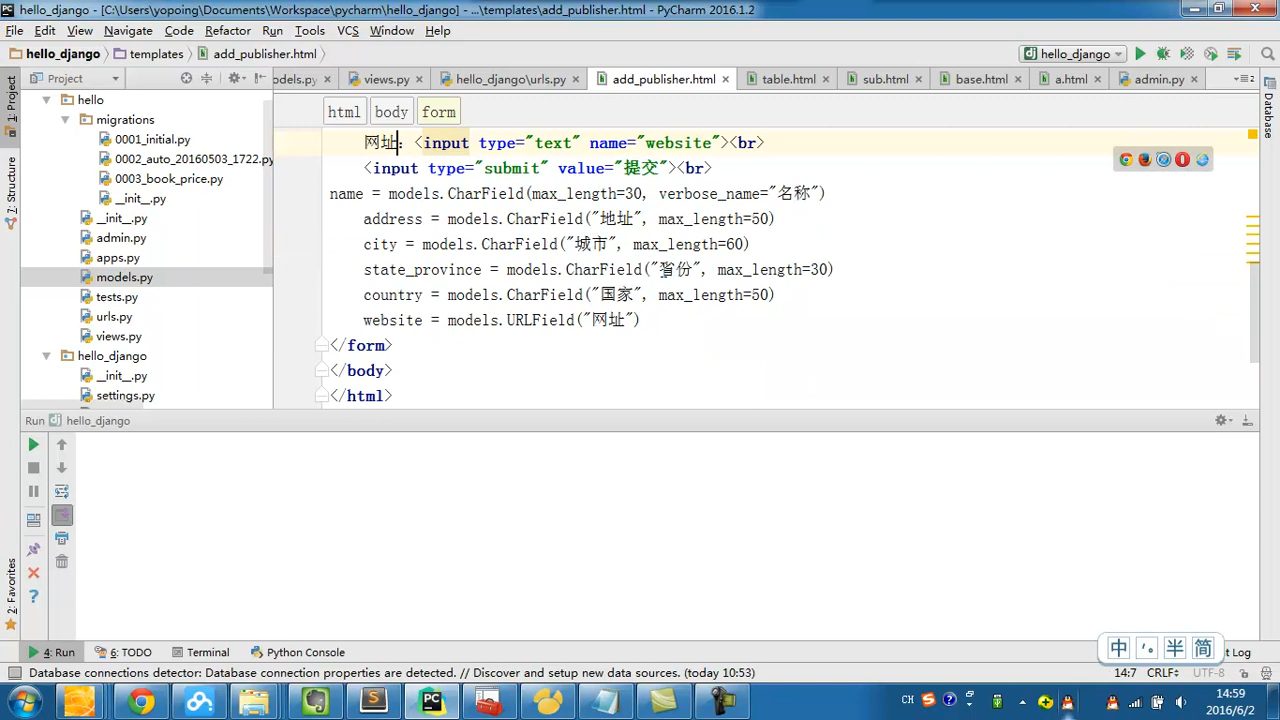 hello_django - [C:\Users\yopoing\Documents\Workspace\pycharm\hello_django] - ...\templates\add_publisher.html - PyCharm 2016.1.2
File Edit View Navigate Code Refactor Run Tools VCS Window Help
hello_django templates add_publisher.html hello_django
Project odels.py views.py hello_django\urls.py add_publisher.html table.html sub.html base.html a.html admin.py
1: Project
7: Structure
2: Favorites
Database
hello
migrations
0001_initial.py
0002_auto_20160503_1722.py
0003_book_price.py
__init__.py
__init__.py
admin.py
apps.py
models.py
tests.py
urls.py
views.py
hello_django
__init__.py
settings.py
html body form
网址: <input type="text" name="website"><br>
<input type="submit" value="提交"><br>
name = models.CharField(max_length=30, verbose_name="名称")
address = models.CharField("地址", max_length=50)
city = models.CharField("城市", max_length=60)
state_province = models.CharField("省份", max_length=30)
country = models.CharField("国家", max_length=50)
website = models.URLField("网址")
</form>
</body>
</html>
Run hello_django
4: Run 6: TODO Terminal Python Console t Log
中 半 简
Database connections detector: Database connection properties are detected. // Discover and setup new data sources. (today 10:53) 14:7 CRLF UTF-8
CH 14:59
2016/6/2